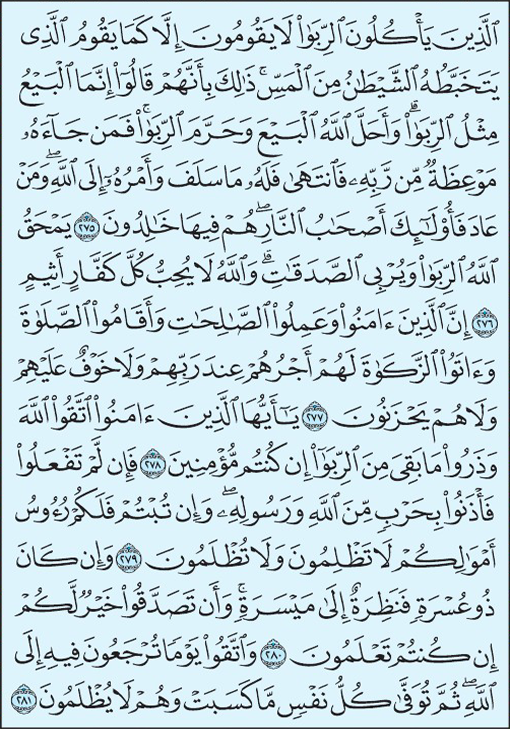 ٱلَّذِينَ يَأۡكُلُونَ ٱلرِّبَوٰاْ لَا يَقُومُونَ إِلَّا كَمَا يَقُومُ ٱلَّذِي
يَتَخَبَّطُهُ ٱلشَّيۡطَٰنُ مِنَ ٱلۡمَسِّۚ ذَٰلِكَ بِأَنَّهُمۡ قَالُوٓاْ إِنَّمَا ٱلۡبَيۡعُ
مِثۡلُ ٱلرِّبَوٰاْۗ وَأَحَلَّ ٱللَّهُ ٱلۡبَيۡعَ وَحَرَّمَ ٱلرِّبَوٰاْۚ فَمَن جَآءَهُۥ
مَوۡعِظَةٞ مِّن رَّبِّهِۦ فَٱنتَهَىٰ فَلَهُۥ مَا سَلَفَ وَأَمۡرُهُۥٓ إِلَى ٱللَّهِۖ وَمَنۡ
عَادَ فَأُوْلَٰٓئِكَ أَصۡحَٰبُ ٱلنَّارِۖ هُمۡ فِيهَا خَٰلِدُونَ ٢٧٥ يَمۡحَقُ
ٱللَّهُ ٱلرِّبَوٰاْ وَيُرۡبِي ٱلصَّدَقَٰتِۗ وَٱللَّهُ لَا يُحِبُّ كُلَّ كَفَّارٍ أَثِيمٍ
٢٧٦ إِنَّ ٱلَّذِينَ ءَامَنُواْ وَعَمِلُواْ ٱلصَّٰلِحَٰتِ وَأَقَامُواْ ٱلصَّلَوٰةَ
وَءَاتَوُاْ ٱلزَّكَوٰةَ لَهُمۡ أَجۡرُهُمۡ عِندَ رَبِّهِمۡ وَلَا خَوۡفٌ عَلَيۡهِمۡ
وَلَا هُمۡ يَحۡزَنُونَ ٢٧٧ يَٰٓأَيُّهَا ٱلَّذِينَ ءَامَنُواْ ٱتَّقُواْ ٱللَّهَ
وَذَرُواْ مَا بَقِيَ مِنَ ٱلرِّبَوٰٓاْ إِن كُنتُم مُّؤۡمِنِينَ ٢٧٨ فَإِن لَّمۡ تَفۡعَلُواْ
فَأۡذَنُواْ بِحَرۡبٖ مِّنَ ٱللَّهِ وَرَسُولِهِۦۖ وَإِن تُبۡتُمۡ فَلَكُمۡ رُءُوسُ
أَمۡوَٰلِكُمۡ لَا تَظۡلِمُونَ وَلَا تُظۡلَمُونَ ٢٧٩ وَإِن كَانَ
ذُو عُسۡرَةٖ فَنَظِرَةٌ إِلَىٰ مَيۡسَرَةٖۚ وَأَن تَصَدَّقُواْ خَيۡرٞ لَّكُمۡ
إِن كُنتُمۡ تَعۡلَمُونَ ٢٨٠ وَٱتَّقُواْ يَوۡمٗا تُرۡجَعُونَ فِيهِ إِلَى
ٱللَّهِۖ ثُمَّ تُوَفَّىٰ كُلُّ نَفۡسٖ مَّا كَسَبَتۡ وَهُمۡ لَا يُظۡلَمُونَ ٢٨١